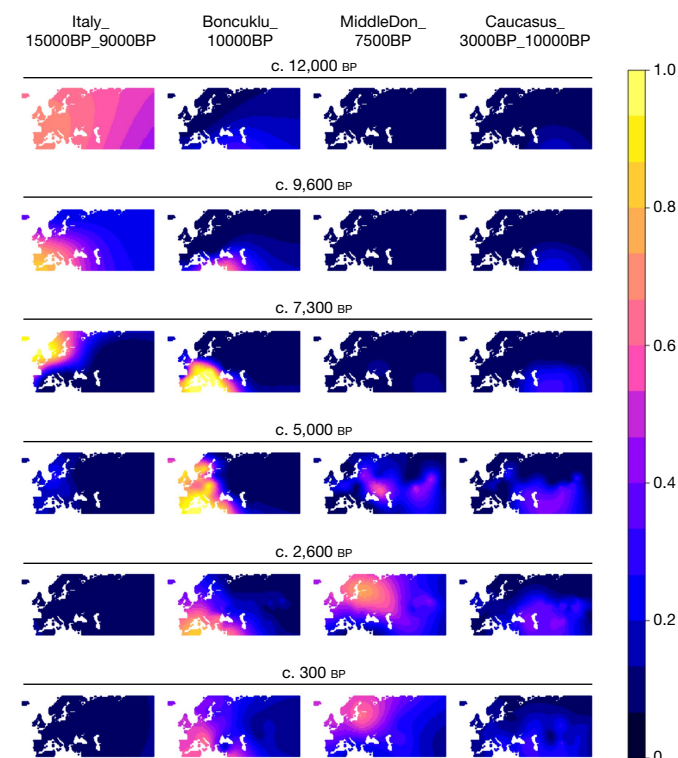 Italy_
15000BP_9000BP
Boncuklu_
10000BP
MiddleDon_
7500BP
Caucasus_
3000BP_10000BP
c. 12,000 BP
c. 9,600 BP
c. 7,300 BP
c. 5,000 BP
c. 2,600 BP
c. 300 BP
1.0
0.8
0.6
0.4
0.2
0